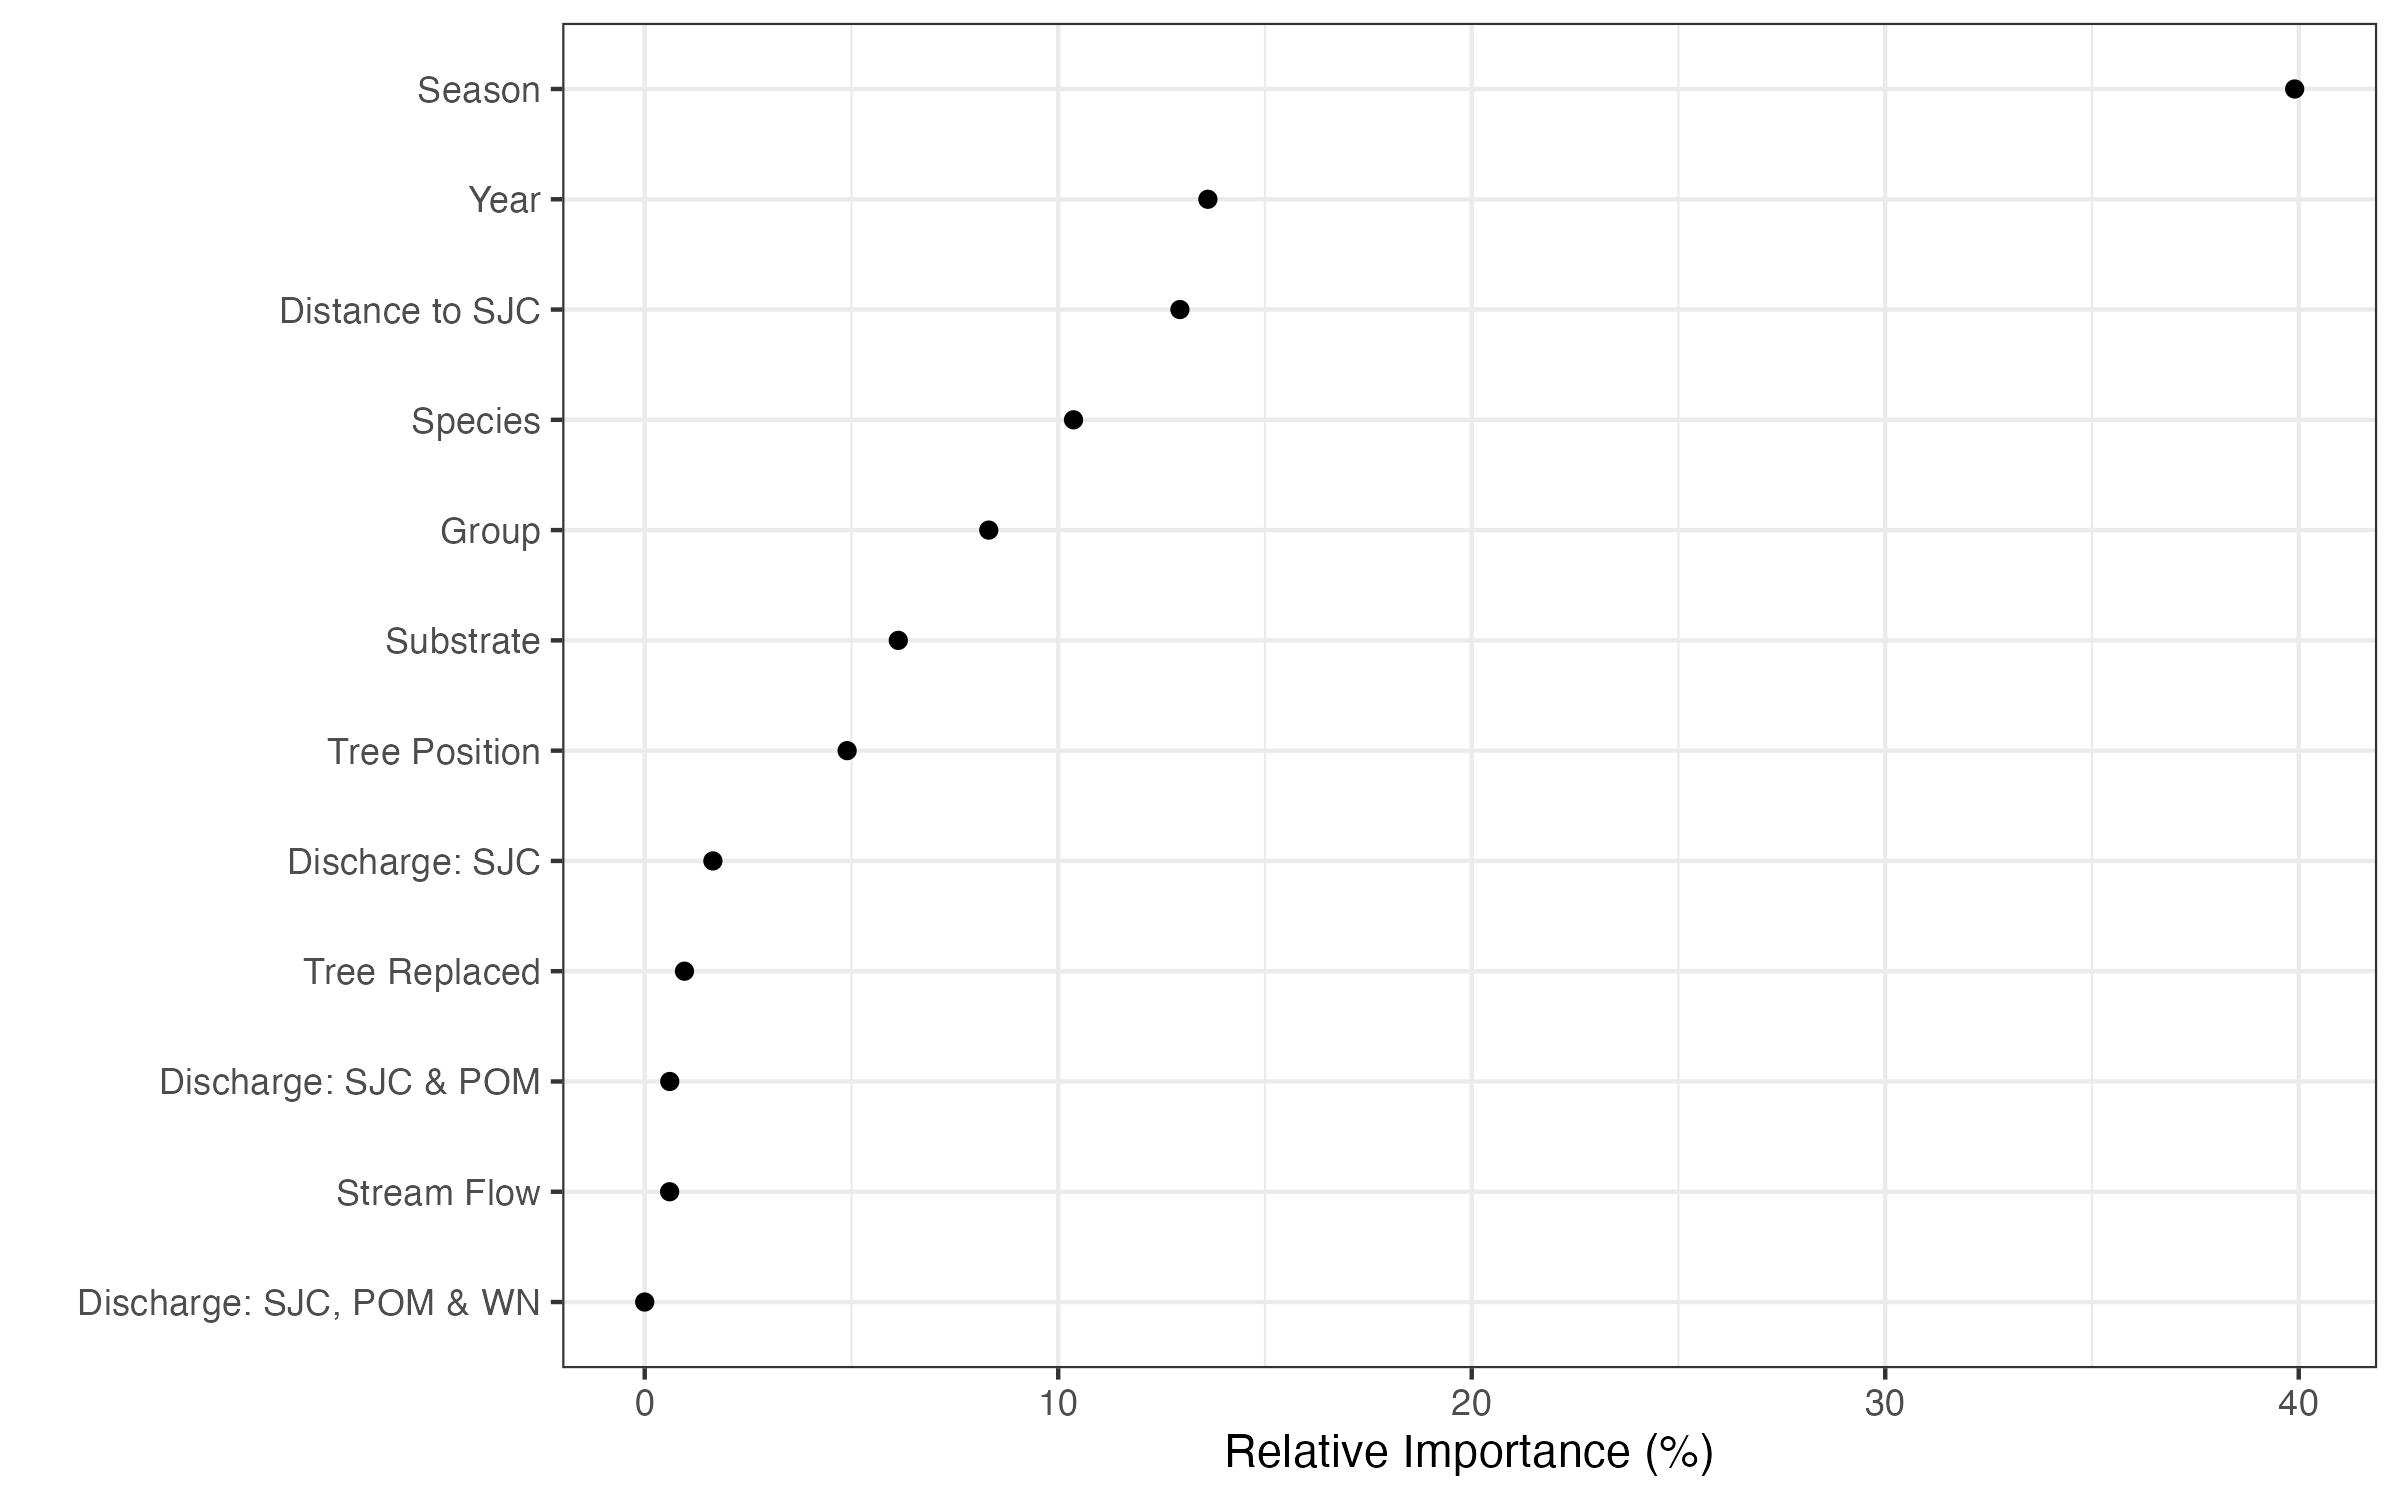 Season
Year
Distance to SJC
Species
Group
Substrate
Tree Position
Discharge: SJC
Tree Replaced
Discharge: SJC & POM
Stream Flow
Discharge: SJC, POM & WN
0 10 20 30 40
Relative Importance (%)